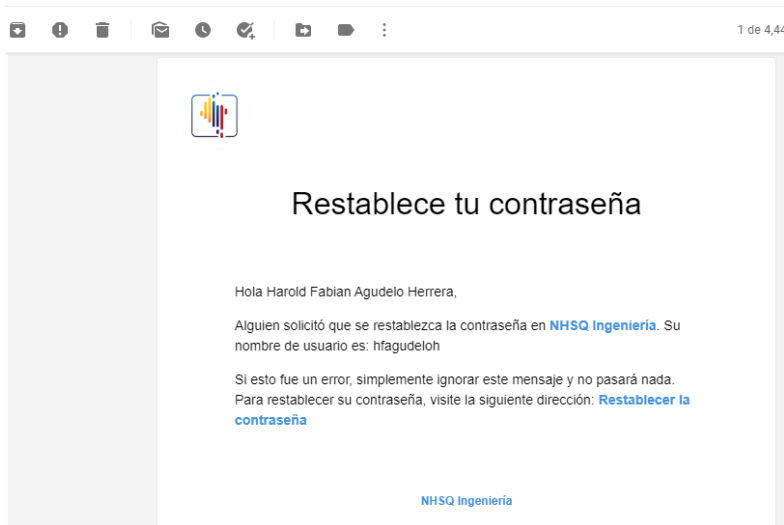 1 de 4,44
Restablece tu contraseña
Hola Harold Fabian Agudelo Herrera,
Alguien solicitó que se restablezca la contraseña en NHSQ Ingeniería. Su
nombre de usuario es: hfagudeloh
Si esto fue un error, simplemente ignorar este mensaje y no pasará nada.
Para restablecer su contraseña, visite la siguiente dirección: Restablecer la
contraseña
NHSQ Ingeniería